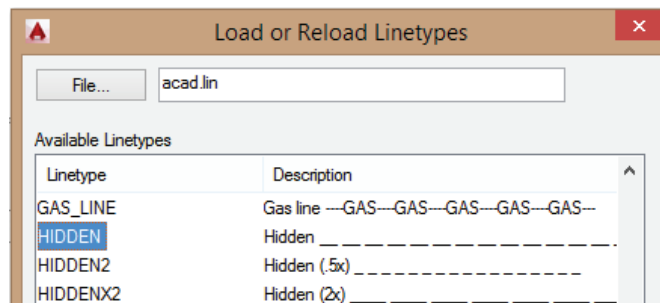 Load or Reload Linetypes
File... acad.lin
Available Linetypes
Linetype Description
GAS_LINE Gas line ----GAS----GAS----GAS----GAS----GAS---
HIDDEN Hidden __ __ __ __ __ __ __ __ __ __ __ __ __ .
HIDDEN2 Hidden (.5x) _ _ _ _ _ _ _ _ _ _ _ _ _ _ _ _ _
HIDDENX2 Hidden (2x) ____ ____ ____ ____ ____ ____